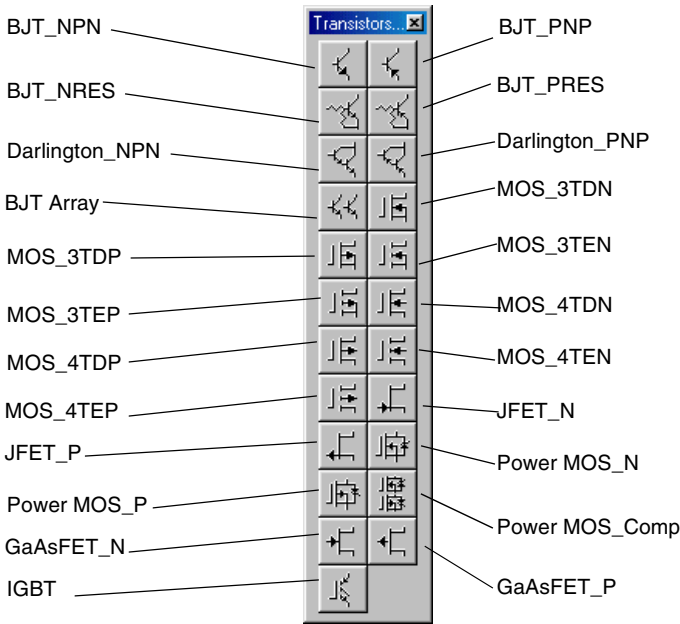 Transistors...
BJT_NPN
BJT_PNP
BJT_NRES
BJT_PRES
Darlington_NPN
Darlington_PNP
BJT Array
MOS_3TDN
MOS_3TDP
MOS_3TEN
MOS_3TEP
MOS_4TDN
MOS_4TDP
MOS_4TEN
MOS_4TEP
JFET_N
JFET_P
Power MOS_N
Power MOS_P
Power MOS_Comp
GaAsFET_N
GaAsFET_P
IGBT